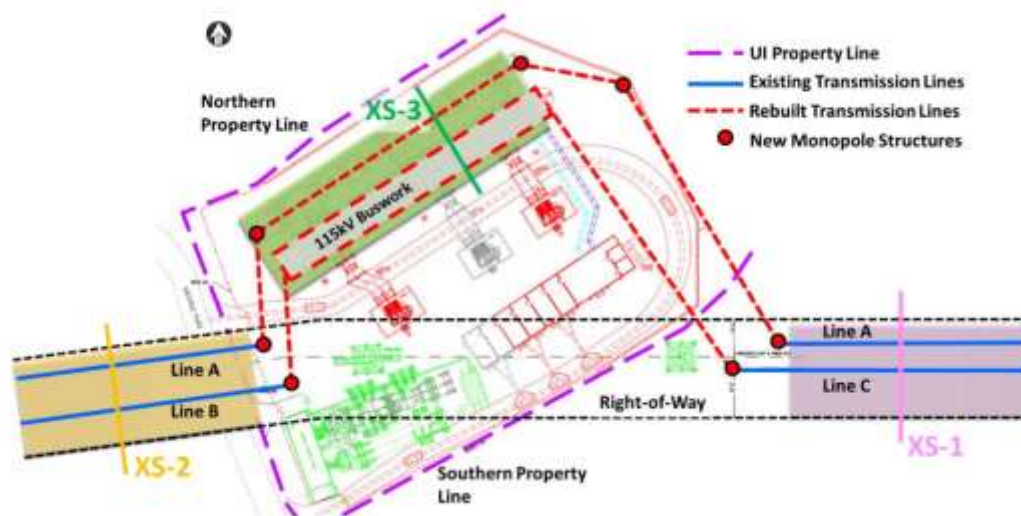 UI Property Line
Existing Transmission Lines
Rebuilt Transmission Lines
New Monopole Structures
Northern
Property Line
XS-3
115kV Buswork
Line A
Line B
Line A
Line C
Right-of-Way
XS-2
XS-1
Southern Property
Line